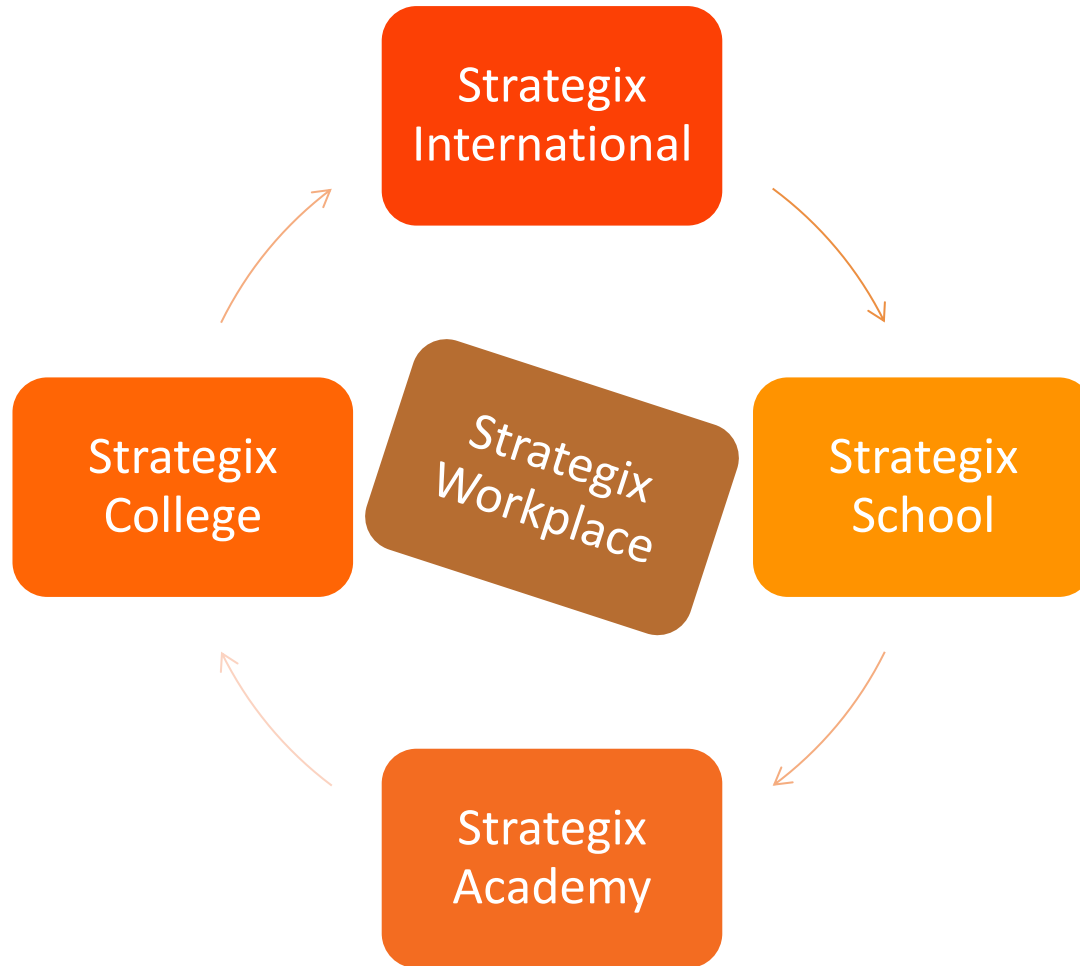 Strategix
International
Strategix
College
Strategix
Workplace
Strategix
School
Strategix
Academy